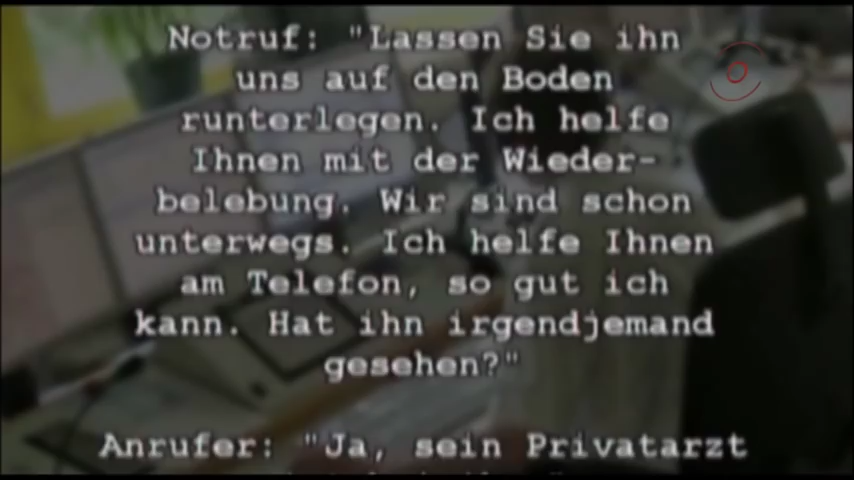 Notruf: "Lassen Sie ihn
uns auf den Boden
runterlegen. Ich helfe
Ihnen mit der Wieder-
belebung. Wir sind schon
unterwegs. Ich helfe Ihnen
am Telefon, so gut ich
kann. Hat ihn irgendjemand
gesehen?"
Anrufer: "Ja, sein Privatarzt